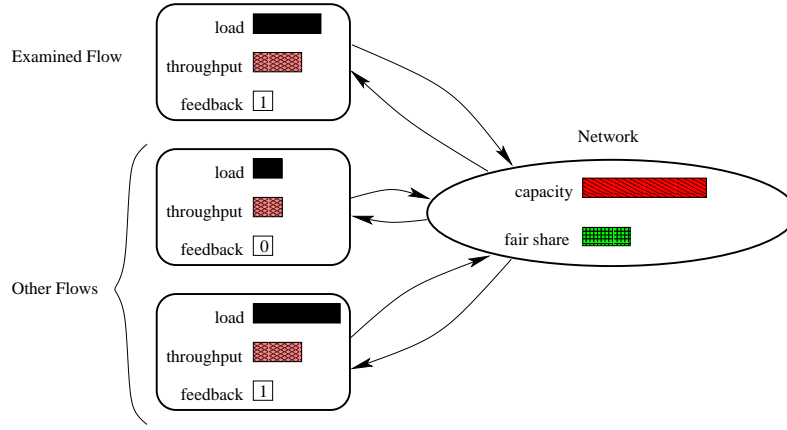 Examined Flow
load
throughput
feedback 1
Other Flows
load
throughput
feedback 0
load
throughput
feedback 1
Network
capacity
fair share